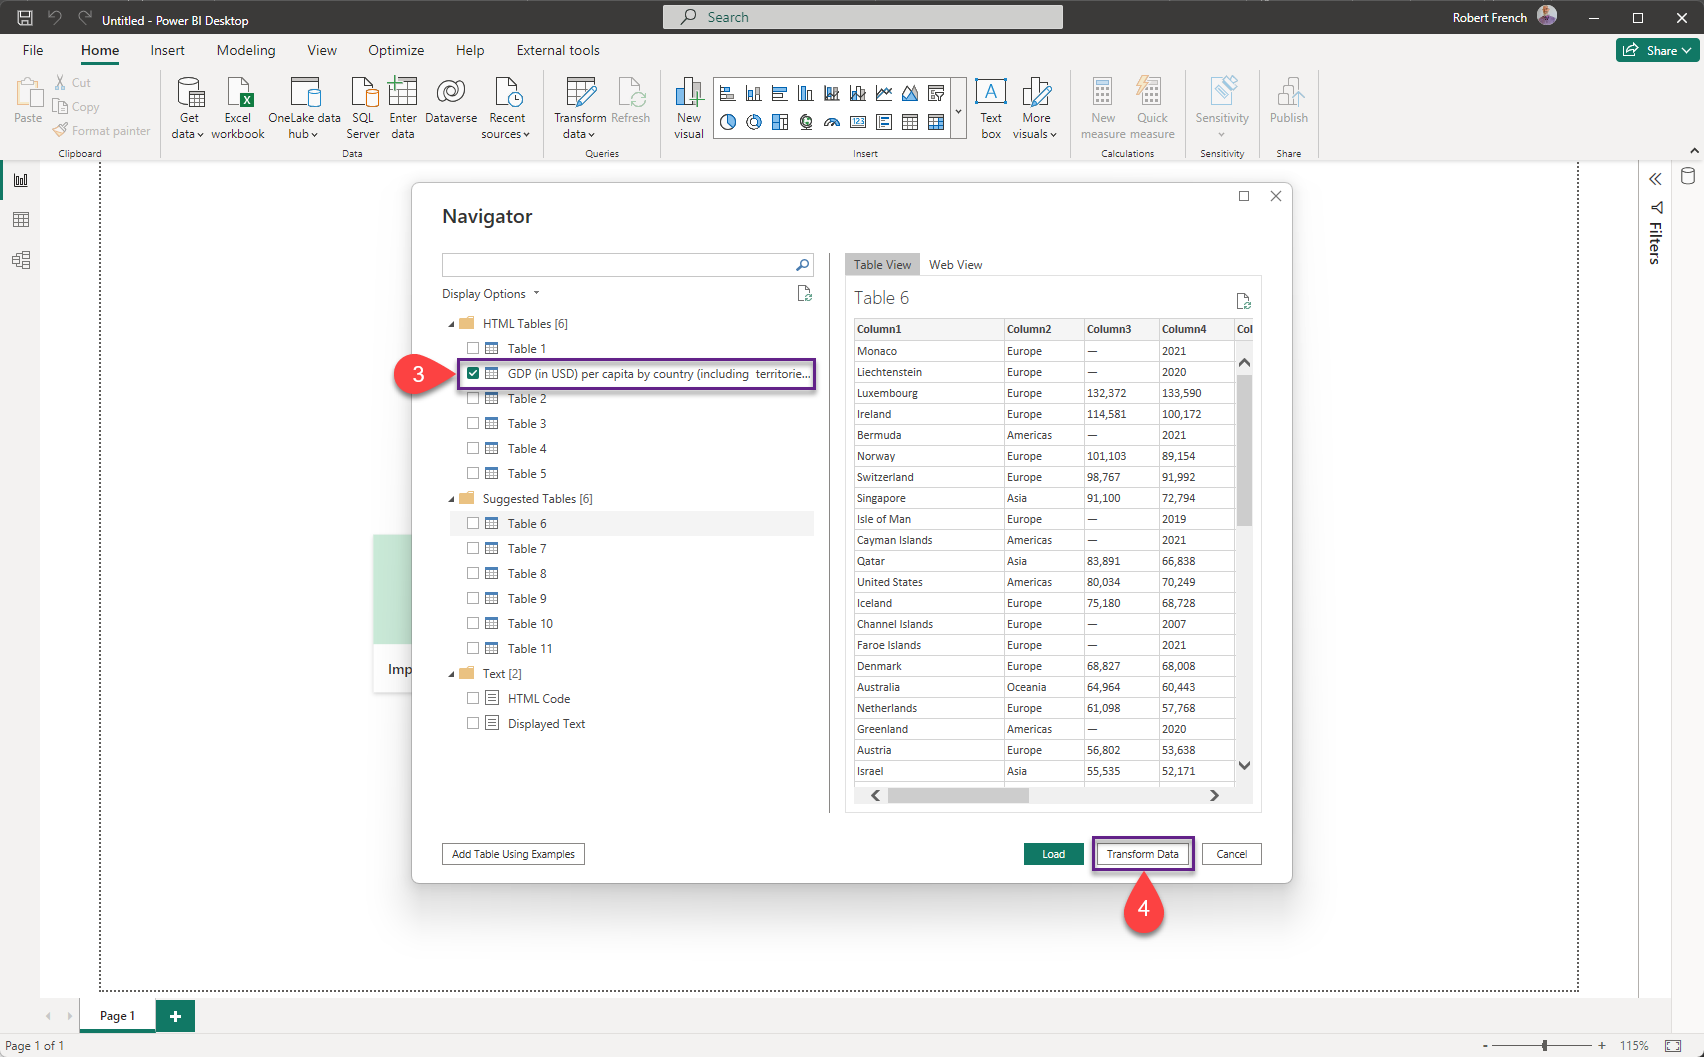 Untitled - Power BI Desktop
Search
Robert French
File
Home
Insert
Modeling
View
Optimize
Help
External tools
Share
Paste
Cut
Copy
Format painter
Clipboard
Get data
Excel workbook
OneLake data hub
SQL Server
Enter data
Dataverse
Recent sources
Data
Transform data
Refresh
Queries
New visual
Text box
More visuals
Insert
New measure
Quick measure
Calculations
Sensitivity
Sensitivity
Publish
Share
Filters
Navigator
Display Options
HTML Tables [6]
Table 1
3
GDP (in USD) per capita by country (including territorie...
Table 2
Table 3
Table 4
Table 5
Suggested Tables [6]
Table 6
Table 7
Table 8
Table 9
Table 10
Table 11
Text [2]
HTML Code
Displayed Text
Imp
Table View
Web View
Table 6
Column1 Column2 Column3 Column4 Col
Monaco Europe — 2021
Liechtenstein Europe — 2020
Luxembourg Europe 132,372 133,590
Ireland Europe 114,581 100,172
Bermuda Americas — 2021
Norway Europe 101,103 89,154
Switzerland Europe 98,767 91,992
Singapore Asia 91,100 72,794
Isle of Man Europe — 2019
Cayman Islands Americas — 2021
Qatar Asia 83,891 66,838
United States Americas 80,034 70,249
Iceland Europe 75,180 68,728
Channel Islands Europe — 2007
Faroe Islands Europe — 2021
Denmark Europe 68,827 68,008
Australia Oceania 64,964 60,443
Netherlands Europe 61,098 57,768
Greenland Americas — 2020
Austria Europe 56,802 53,638
Israel Asia 55,535 52,171
Add Table Using Examples
Load
Transform Data
Cancel
4
Page 1
+
Page 1 of 1
- + 115%